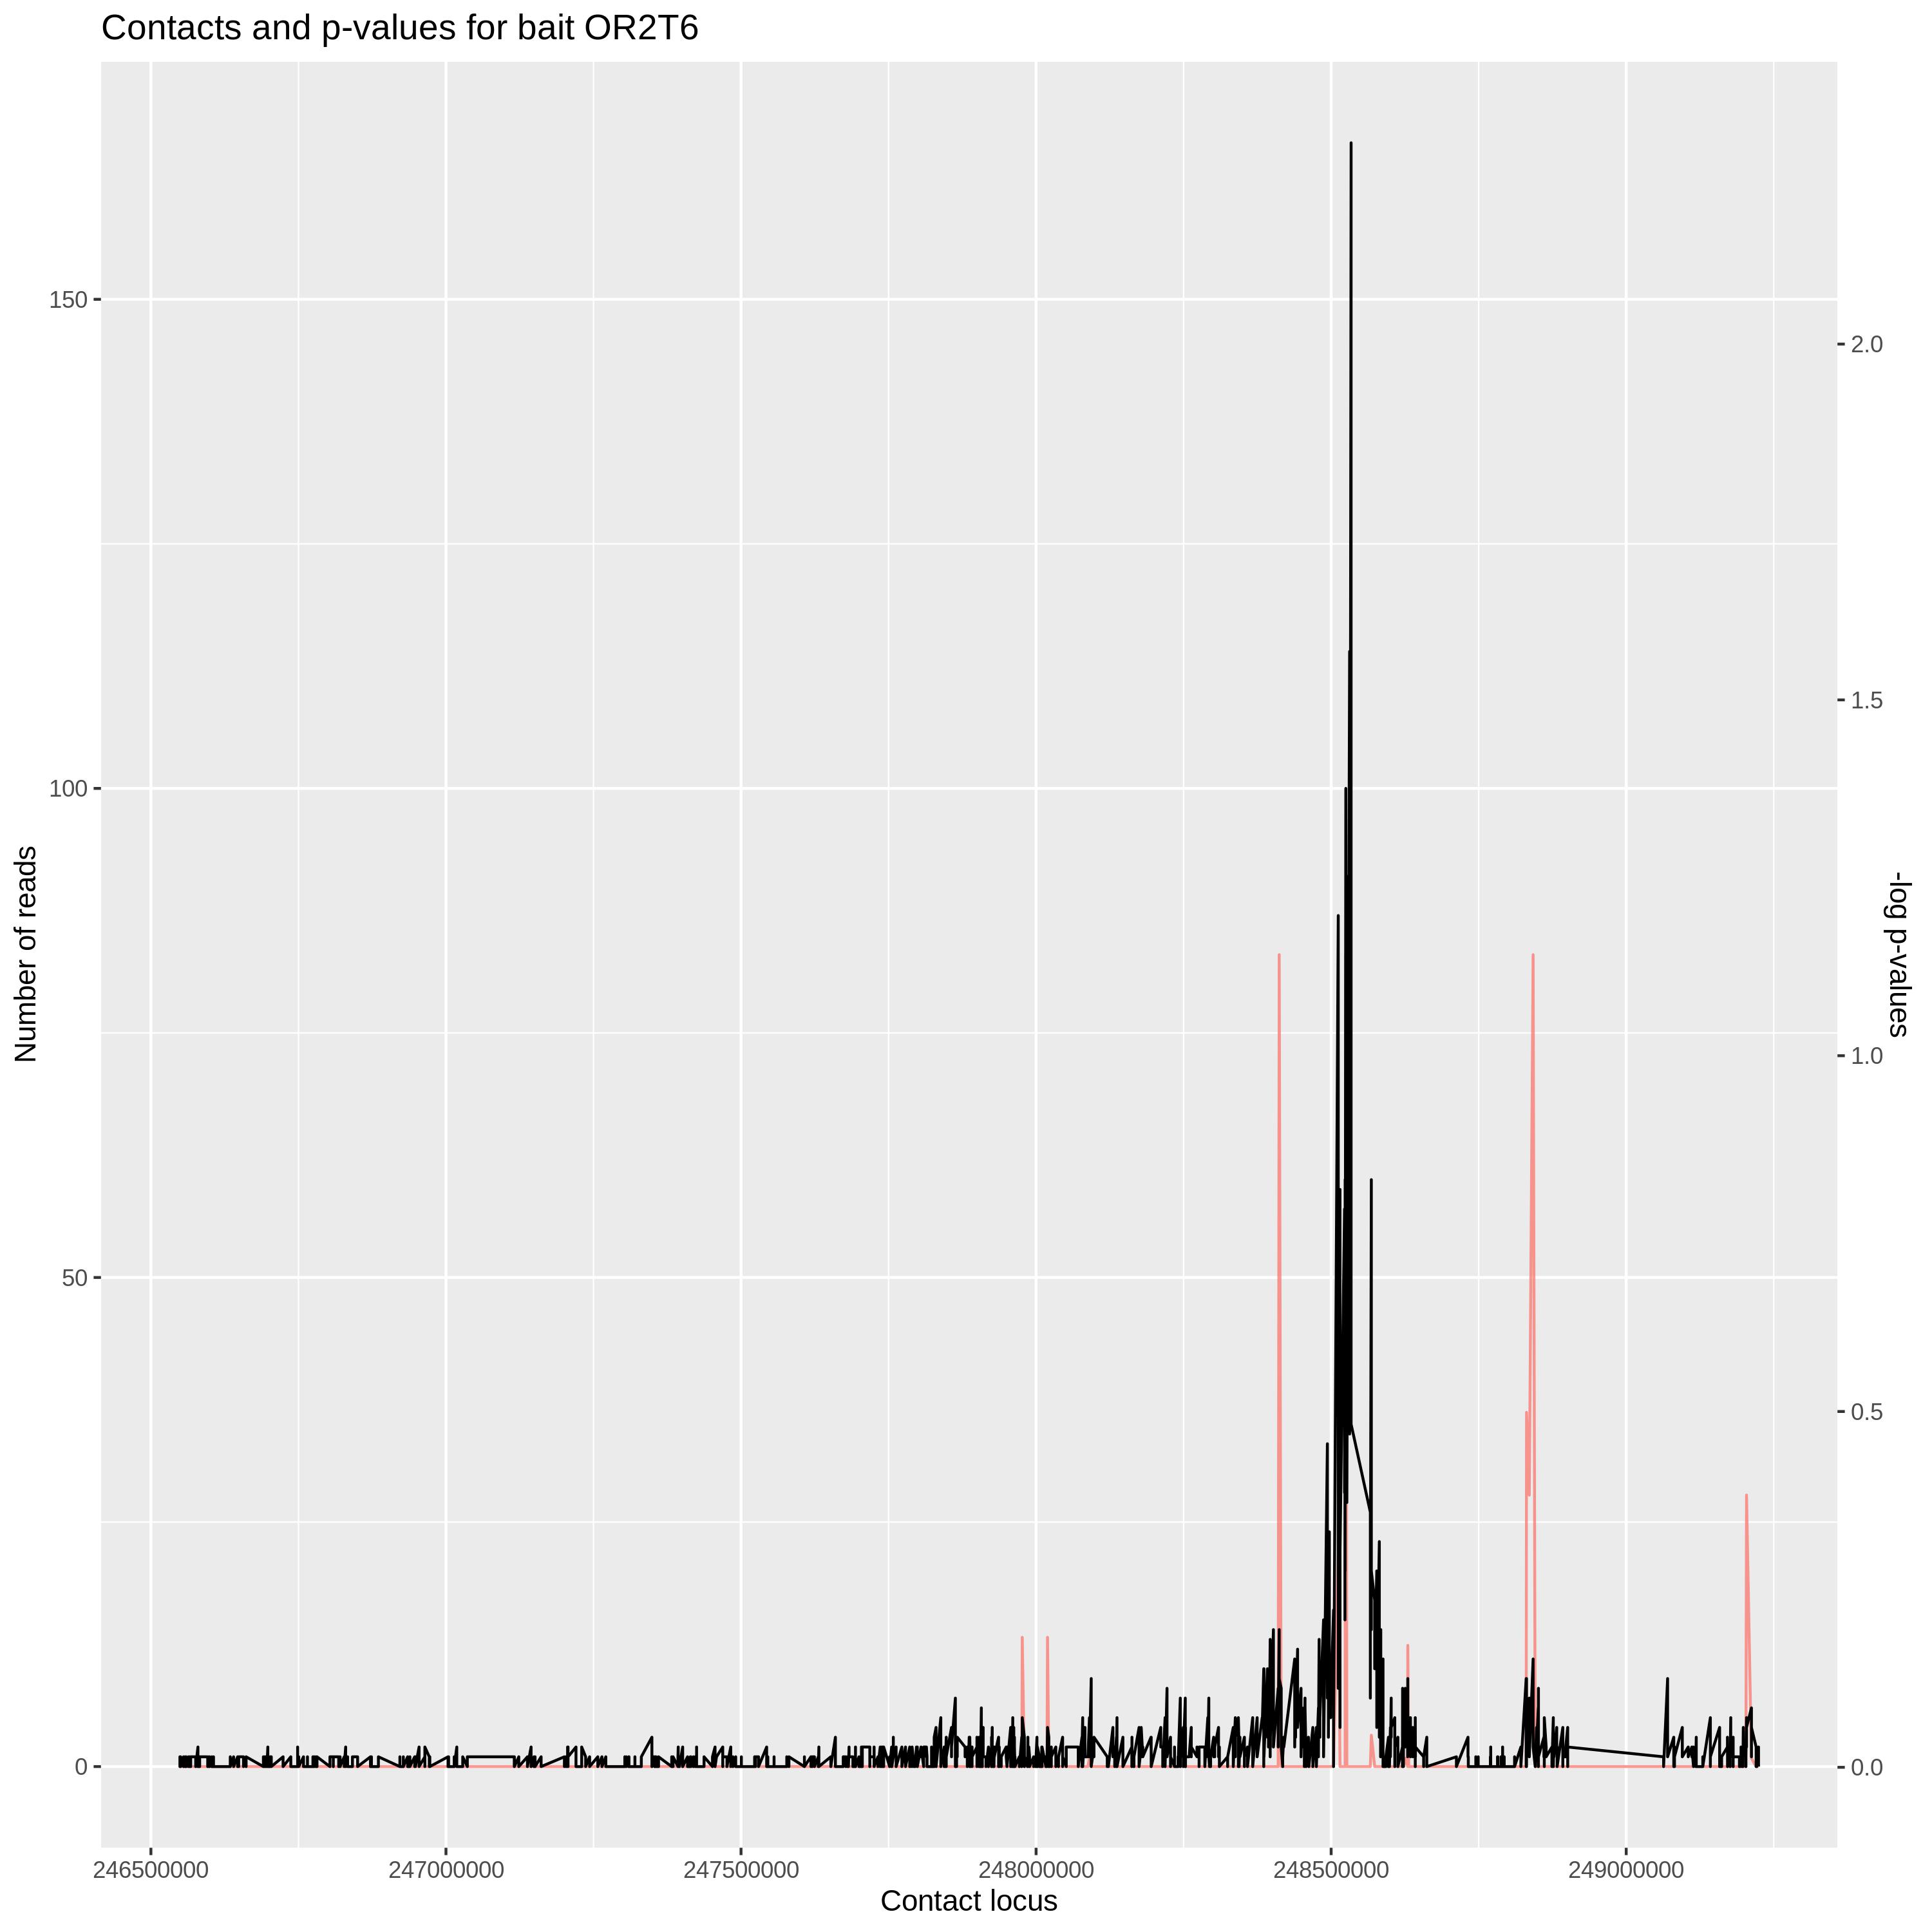 Contacts and p-values for bait OR2T6
150
100
50
0
Number of reads
2.0
1.5
1.0
0.5
0.0
-log p-values
246500000 247000000 247500000 248000000 248500000 249000000
Contact locus